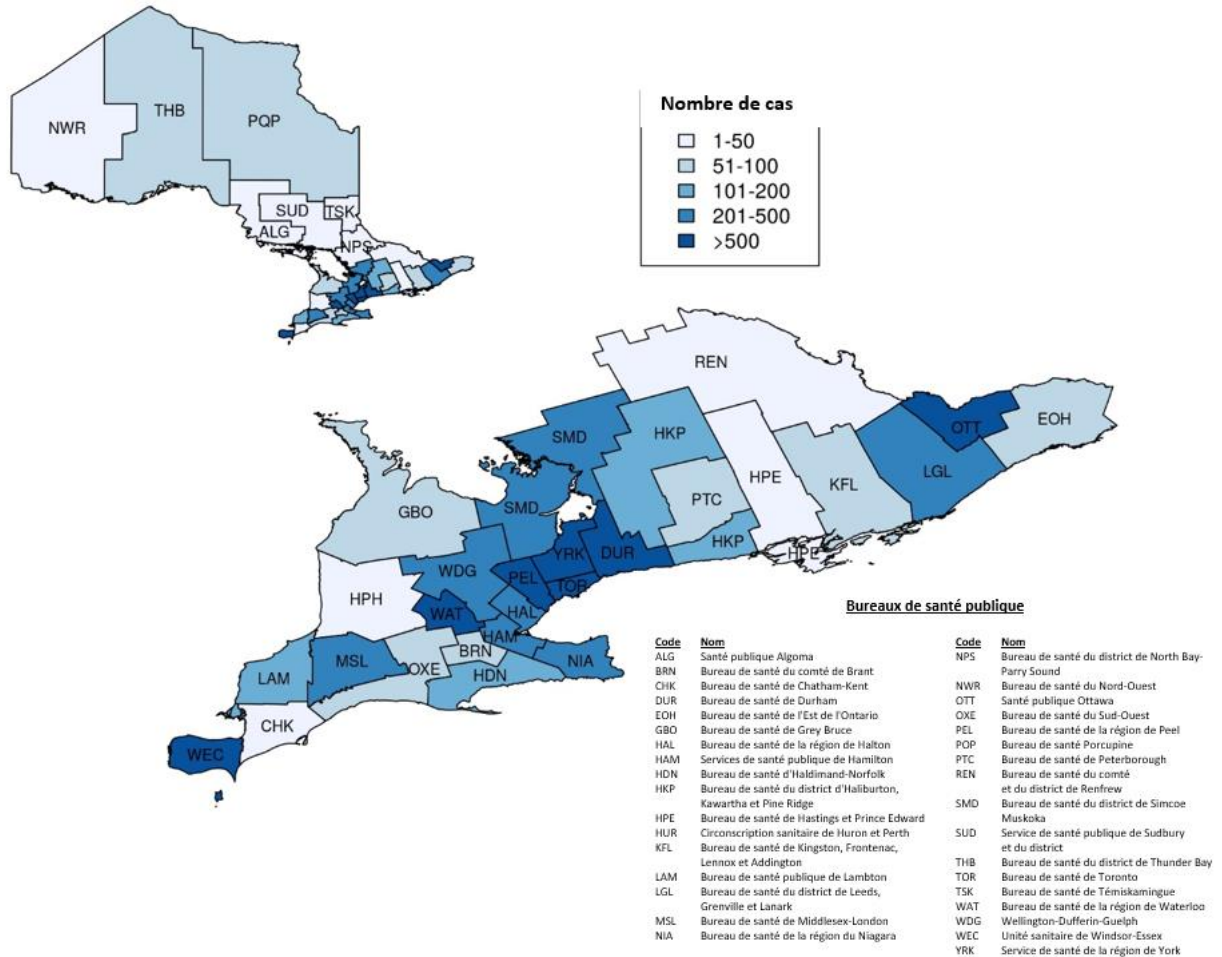 NWR
THB
PQP
SUD
TSK
ALG
NPS
Nombre de cas
1-50
51-100
101-200
201-500
>500
REN
SMD
HKP
OTT
EOH
LGL
HPE
KFL
PTC
GBO
SMD
HKP
HPE
YRK
DUR
WDG
PEL
TOR
HPH
WAT
HAL
HAM
BRN
MSL
OXE
NIA
HDN
LAM
CHK
WEC
Bureaux de santé publique
Code Nom
ALG Santé publique Algoma
BRN Bureau de santé du comté de Brant
CHK Bureau de santé de Chatham-Kent
DUR Bureau de santé de Durham
EOH Bureau de santé de l'Est de l'Ontario
GBO Bureau de santé de Grey Bruce
HAL Bureau de santé de la région de Halton
HAM Services de santé publique de Hamilton
HDN Bureau de santé d'Haldimand-Norfolk
HKP Bureau de santé du district d'Haliburton,
Kawartha et Pine Ridge
HPE Bureau de santé de Hastings et Prince Edward
HUR Circonscription sanitaire de Huron et Perth
KFL Bureau de santé de Kingston, Frontenac,
Lennox et Addington
LAM Bureau de santé publique de Lambton
LGL Bureau de santé du district de Leeds,
Grenville et Lanark
MSL Bureau de santé de Middlesex-London
NIA Bureau de santé de la région du Niagara
Code Nom
NPS Bureau de santé du district de North Bay-
Parry Sound
NWR Bureau de santé du Nord-Ouest
OTT Santé publique Ottawa
OXE Bureau de santé du Sud-Ouest
PEL Bureau de santé de la région de Peel
POP Bureau de santé Porcupine
PTC Bureau de santé de Peterborough
REN Bureau de santé du comté
et du district de Renfrew
SMD Bureau de santé du district de Simcoe
Muskoka
SUD Service de santé publique de Sudbury
et du district
THB Bureau de santé du district de Thunder Bay
TOR Bureau de santé de Toronto
TSK Bureau de santé de Témiskamingue
WAT Bureau de santé de la région de Waterloo
WDG Wellington-Dufferin-Guelph
WEC Unité sanitaire de Windsor-Essex
YRK Service de santé de la région de York